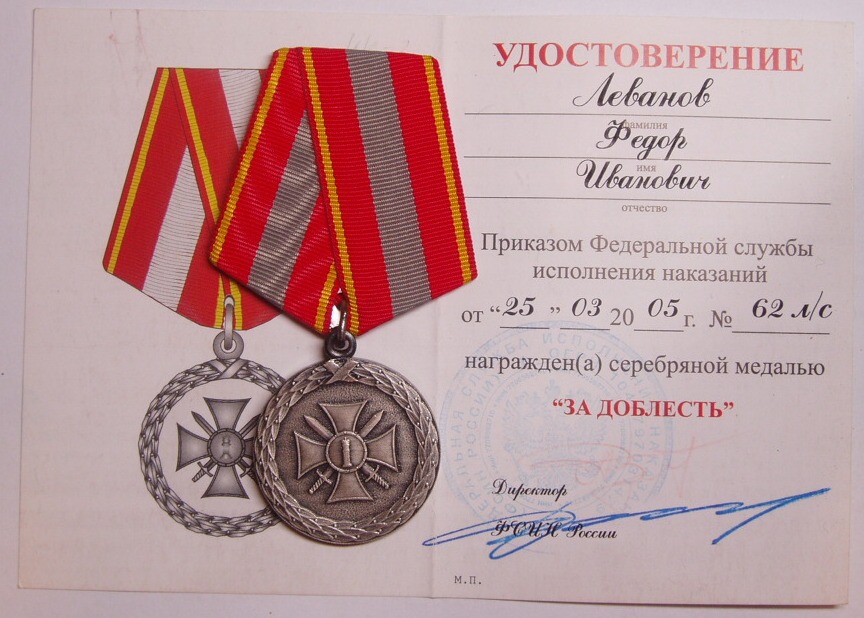 УДОСТОВЕРЕНИЕ
Леванов
фамилия
Федор
имя
Иванович
отчество
Приказом Федеральной службы
исполнения наказаний
от “25” 03 2005 г. № 62 л/с
награжден(а) серебряной медалью
“ЗА ДОБЛЕСТЬ”
Директор
ФСИН России
М.П.